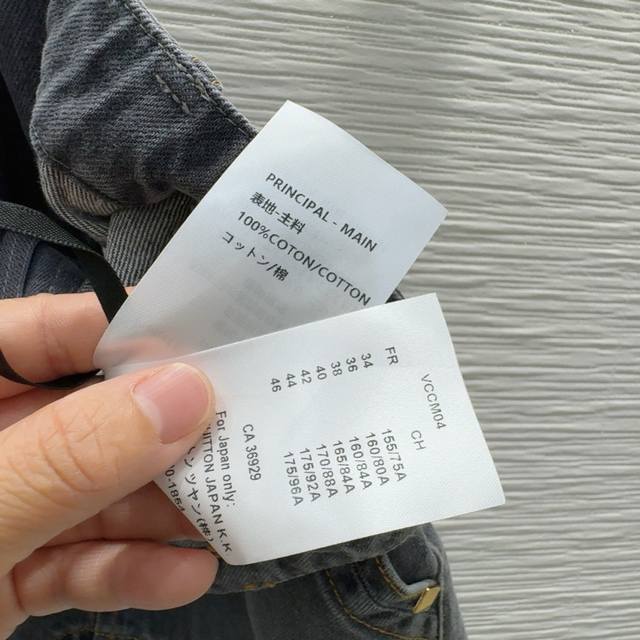 PRINCIPAL - MAIN
表地-主料
100%COTON/COTTON
コットン/棉
VCCM04
FR CH
34 155/75A
36 160/80A
38 160/84A
40 165/84A
42 170/88A
44 175/92A
46 175/96A
CA 36929
For Japan only:
UITTON JAPAN K.K